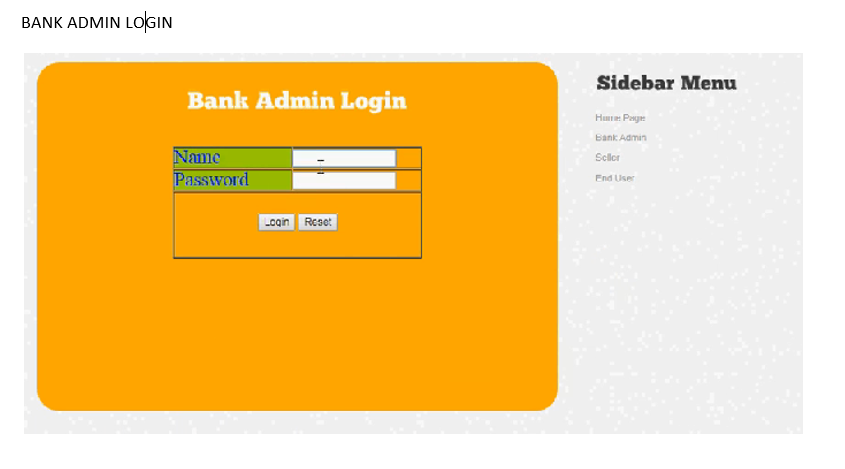 BANK ADMIN LOGIN
Bank Admin Login
Name
Password
Login Reset
Sidebar Menu
Home Page
Bank Admin
Seller
End User